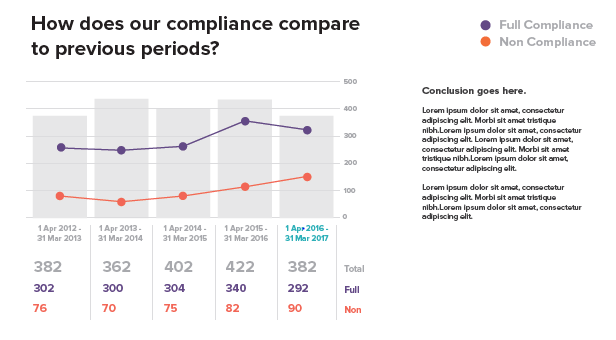 How does our compliance compare
to previous periods?
Full Compliance
Non Compliance
500
400
300
200
100
0
1 Apr 2012 -
31 Mar 2013
1 Apr 2013 -
31 Mar 2014
1 Apr 2014 -
31 Mar 2015
1 Apr 2015 -
31 Mar 2016
1 Apr 2016 -
31 Mar 2017
382 362 402 422 382 Total
302 300 304 340 292 Full
76 70 75 82 90 Non
Conclusion goes here.
Lorem ipsum dolor sit amet, consectetur
adipiscing elit. Morbi sit amet tristique
nibh.Lorem ipsum dolor sit amet, consectetur
adipiscing elit. Lorem ipsum dolor sit amet,
consectetur adipiscing elit. Morbi sit amet
tristique nibh.Lorem ipsum dolor sit amet,
consectetur adipiscing elit.
Lorem ipsum dolor sit amet, consectetur
adipiscing elit. Morbi sit amet tristique
nibh.Lorem ipsum dolor sit amet, consectetur
adipiscing elit.